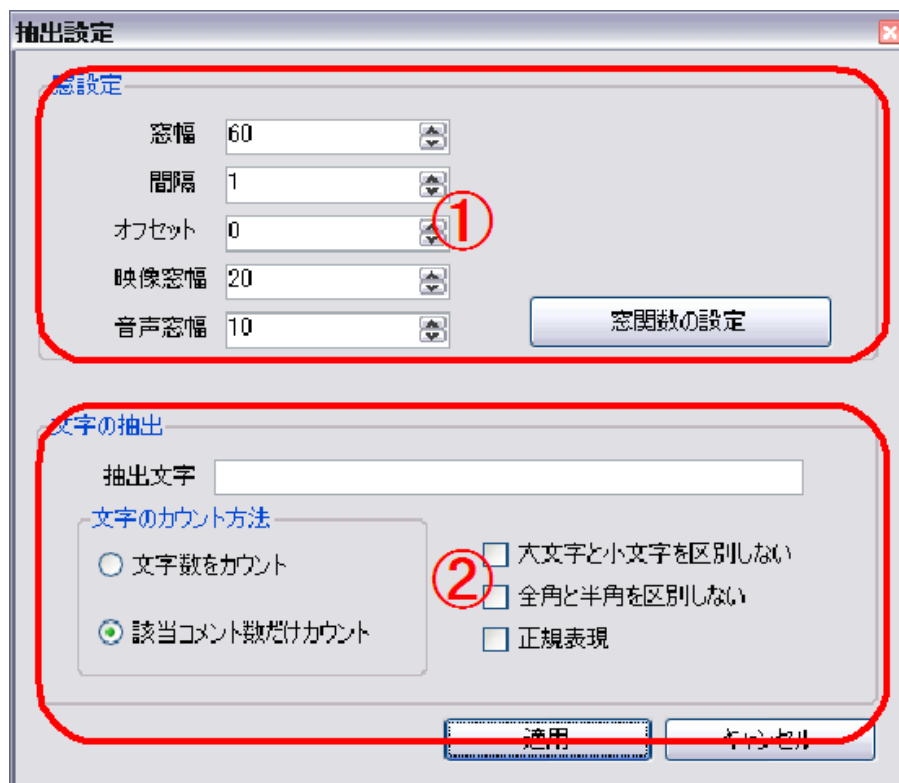 抽出設定
窓設定
窓幅 60
間隔 1
①
オフセット 0
映像窓幅 20
音声窓幅 10
窓関数の設定
文字の抽出
抽出文字
文字のカウント方法
文字数をカウント
該当コメント数だけカウント
②
大文字と小文字を区別しない
全角と半角を区別しない
正規表現
適用 キャンセル